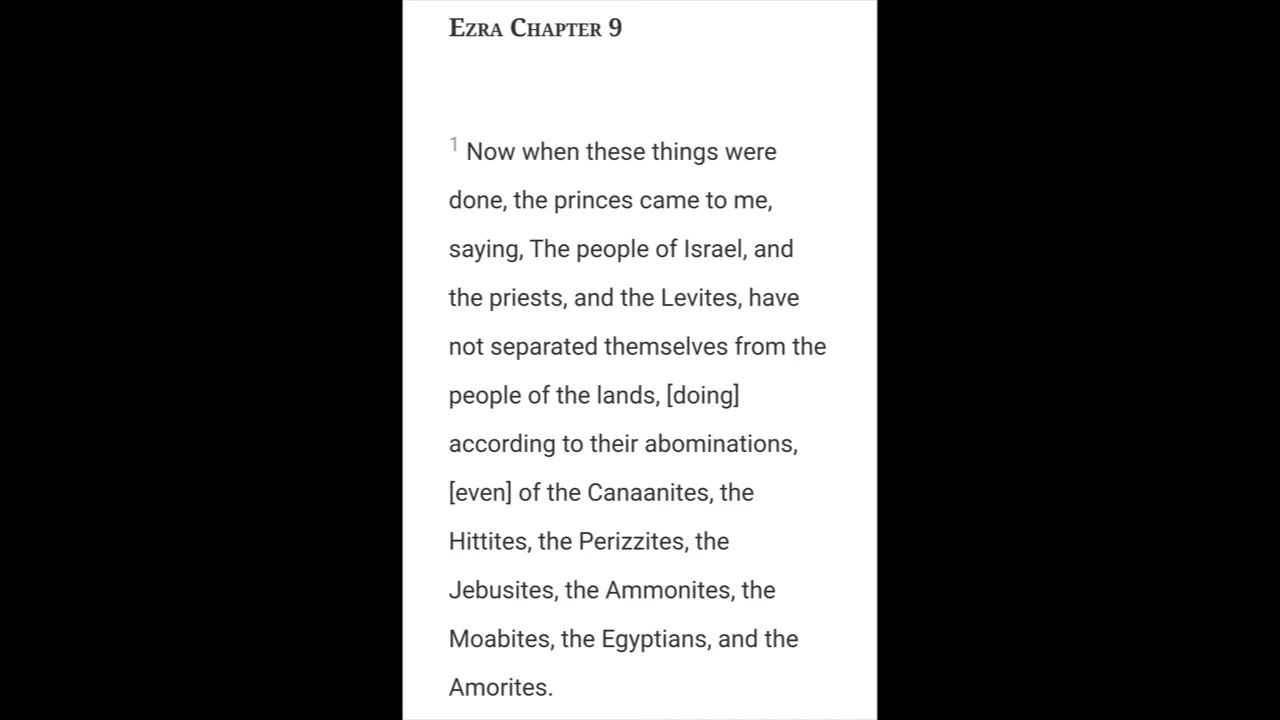 Ezra Chapter 9
1 Now when these things were
done, the princes came to me,
saying, The people of Israel, and
the priests, and the Levites, have
not separated themselves from the
people of the lands, [doing]
according to their abominations,
[even] of the Canaanites, the
Hittites, the Perizzites, the
Jebusites, the Ammonites, the
Moabites, the Egyptians, and the
Amorites.